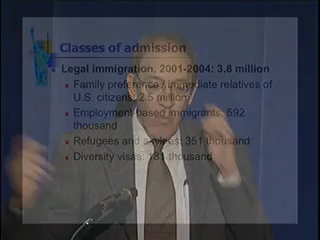 Classes of admission
Legal immigration, 2001-2004: 3.8 million
Family preference / immediate relatives of
U.S. citizens: 2.5 million
Employment-based immigrants: 592
thousand
Refugees and asylees: 351 thousand
Diversity visas: 181 thousand